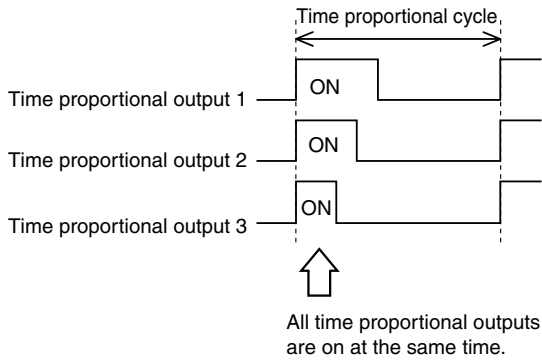 Time proportional cycle
Time proportional output 1
ON
Time proportional output 2
ON
Time proportional output 3
ON
All time proportional outputs
are on at the same time.